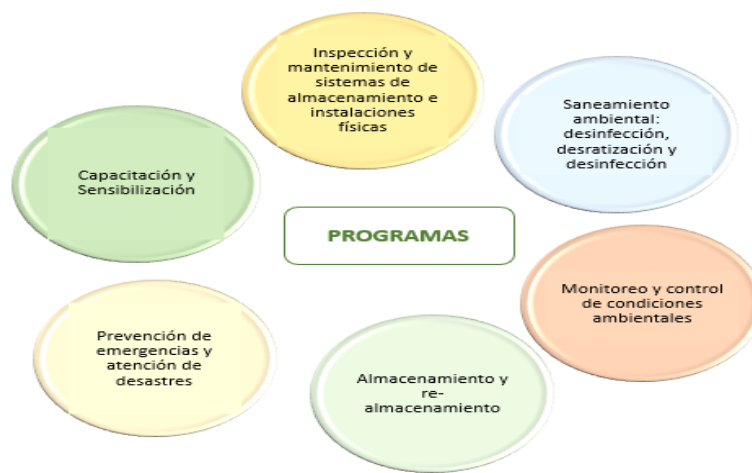 Inspección y
mantenimiento de
sistemas de
almacenamiento e
instalaciones
físicas
Saneamiento
ambiental:
desinfección,
desratización y
desinfección
Capacitación y
Sensibilización
PROGRAMAS
Monitoreo y control
de condiciones
ambientales
Prevención de
emergencias y
atención de
desastres
Almacenamiento y
re-
almacenamiento